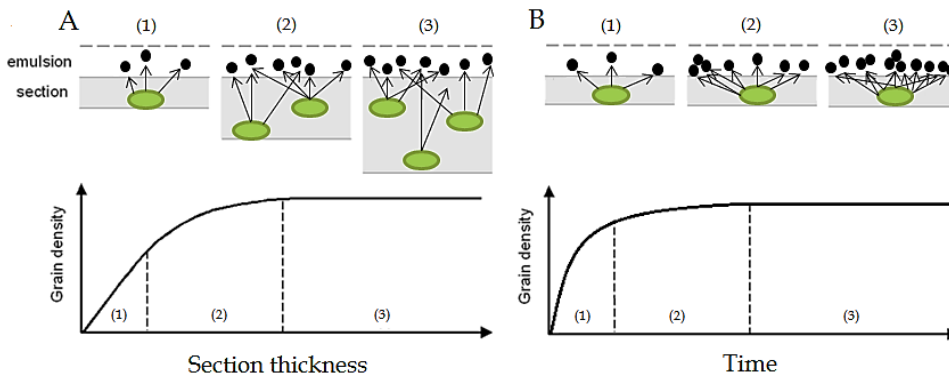 A
(1)
(2)
(3)
emulsion
section
Grain density
(1)
(2)
(3)
Section thickness
B
(1)
(2)
(3)
Grain density
(1)
(2)
(3)
Time